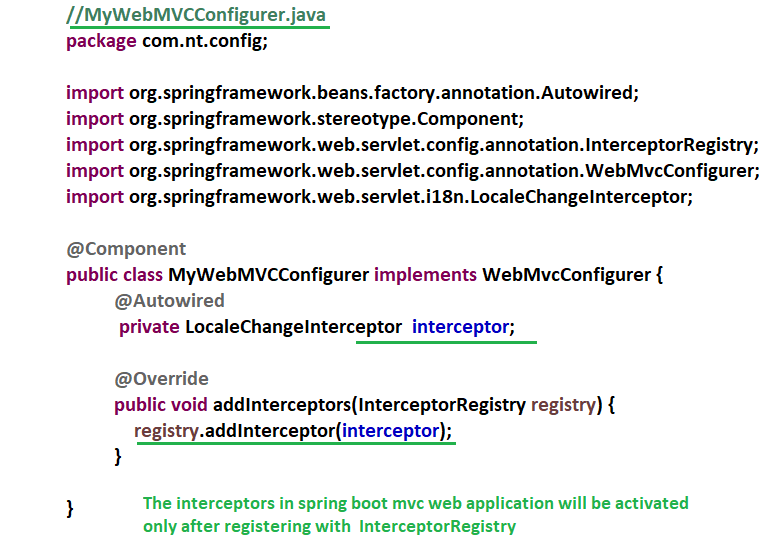 //MyWebMVCConfigurer.java
package com.nt.config;
import org.springframework.beans.factory.annotation.Autowired;
import org.springframework.stereotype.Component;
import org.springframework.web.servlet.config.annotation.InterceptorRegistry;
import org.springframework.web.servlet.config.annotation.WebMvcConfigurer;
import org.springframework.web.servlet.i18n.LocaleChangeInterceptor;
@Component
public class MyWebMVCConfigurer implements WebMvcConfigurer {
@Autowired
private LocaleChangeInterceptor interceptor;
@Override
public void addInterceptors(InterceptorRegistry registry) {
registry.addInterceptor(interceptor);
}
}
The interceptors in spring boot mvc web application will be activated
only after registering with InterceptorRegistry